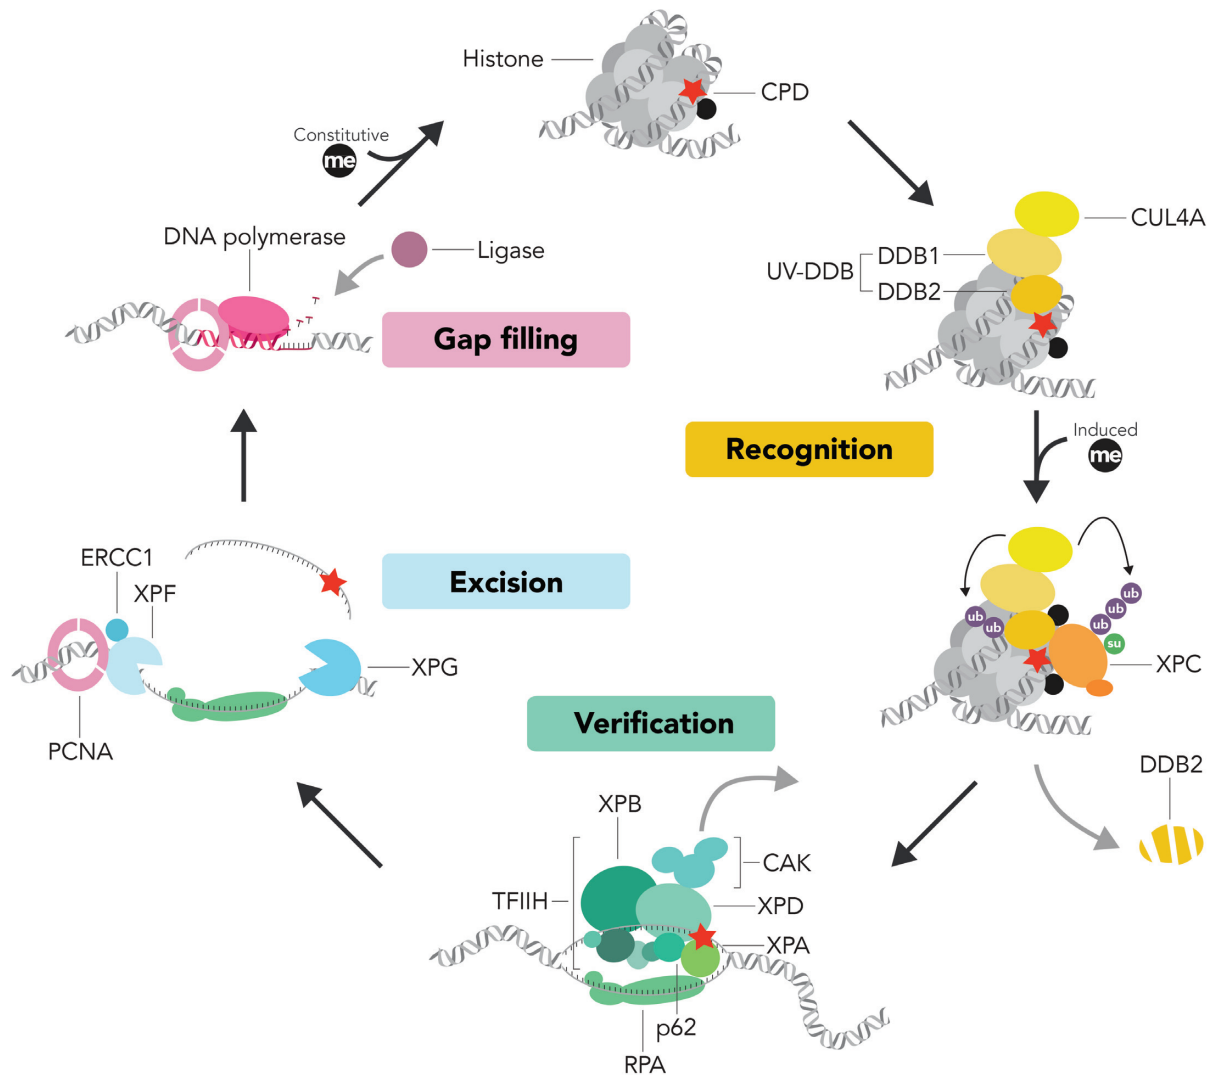 Histone
CPD
Constitutive
me
CUL4A
DNA polymerase
Ligase
UV-DDB
DDB1
DDB2
T
T T
Gap filling
Recognition
Induced
me
ERCC1
XPF
Excision
ub
ub
ub
ub
ub
su
XPG
XPC
PCNA
Verification
DDB2
XPB
CAK
TFIIH
XPD
XPA
p62
RPA